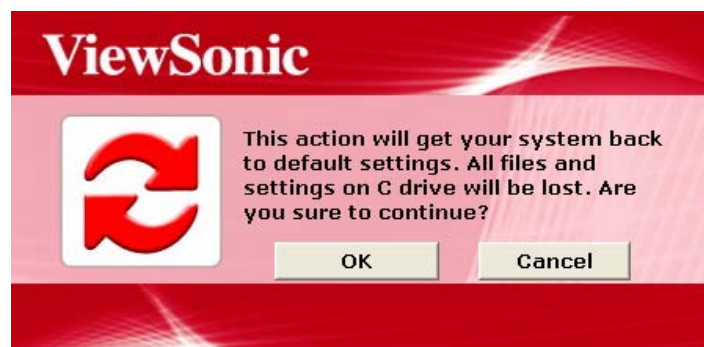 ViewSonic
This action will get your system back
to default settings. All files and
settings on C drive will be lost. Are
you sure to continue?
OK
Cancel